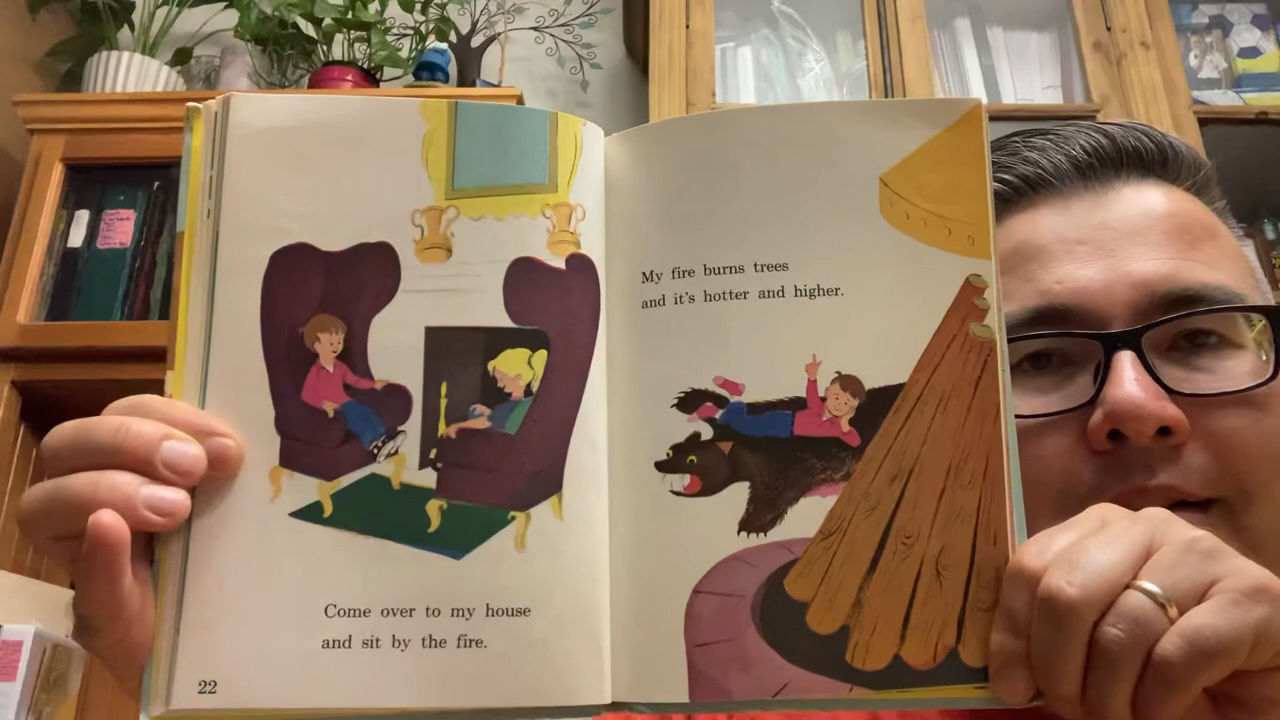 Come over to my house
and sit by the fire.
22
My fire burns trees
and it's hotter and higher.